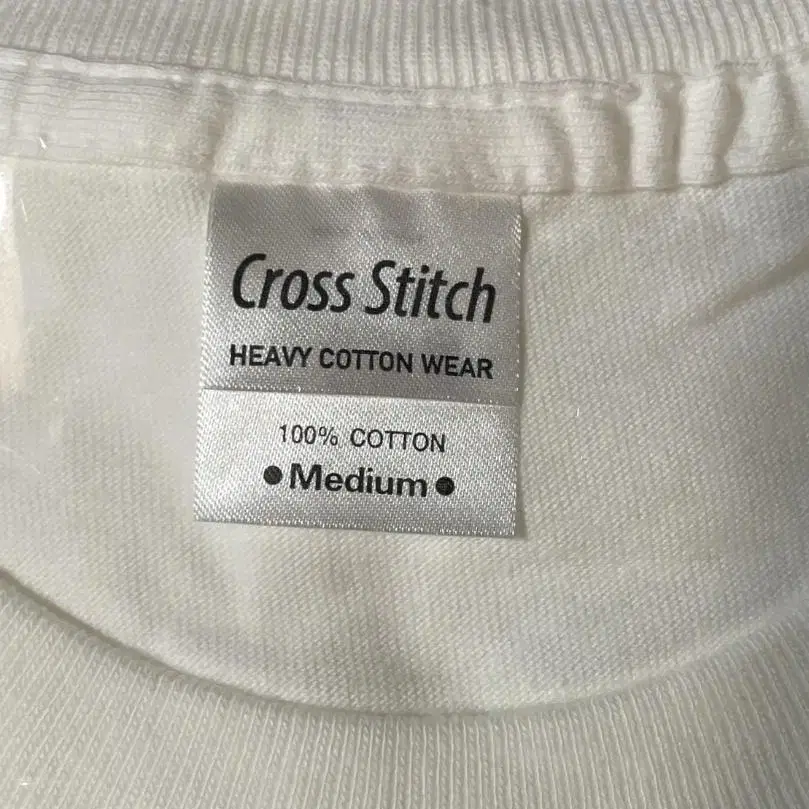 Cross Stitch
HEAVY COTTON WEAR
100% COTTON
●Medium●